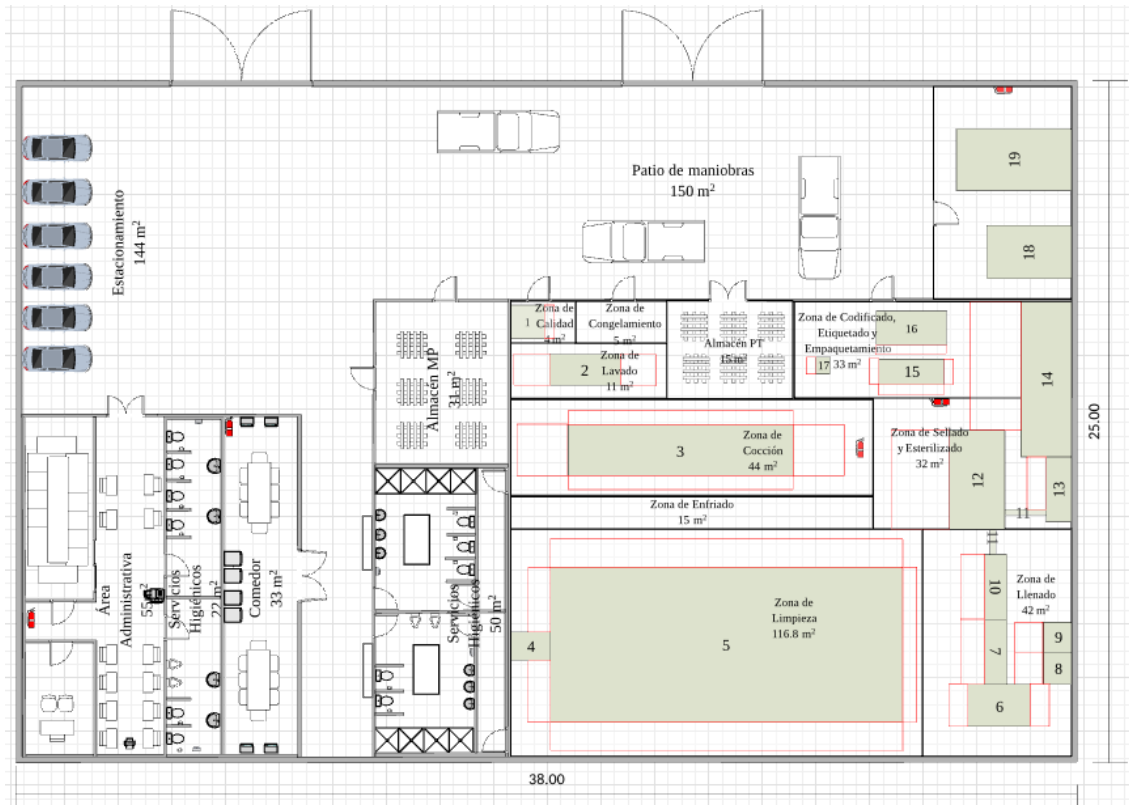 19
Patio de maniobras
150 m²
Estacionamiento
144 m²
18
Zona de
Calidad
4 m²
1
Zona de
Congelamiento
5 m²
Almacén PT
15 m²
Zona de Codificado,
Etiquetado y
Empaquetamiento
33 m²
16
17
15
14
Almacén MP
31 m²
2
Zona de
Lavado
11 m²
25.00
3
Zona de
Cocción
44 m²
Zona de Sellado
y Esterilizado
32 m²
12
13
11
Zona de Enfriado
15 m²
11
Área
Administrativa
55 m²
Servicios
Higiénicos
22 m²
Comedor
33 m²
Servicios
Higiénicos
50 m²
4
5
Zona de
Limpieza
116.8 m²
10
7
Zona de
Llenado
42 m²
9
8
6
38.00